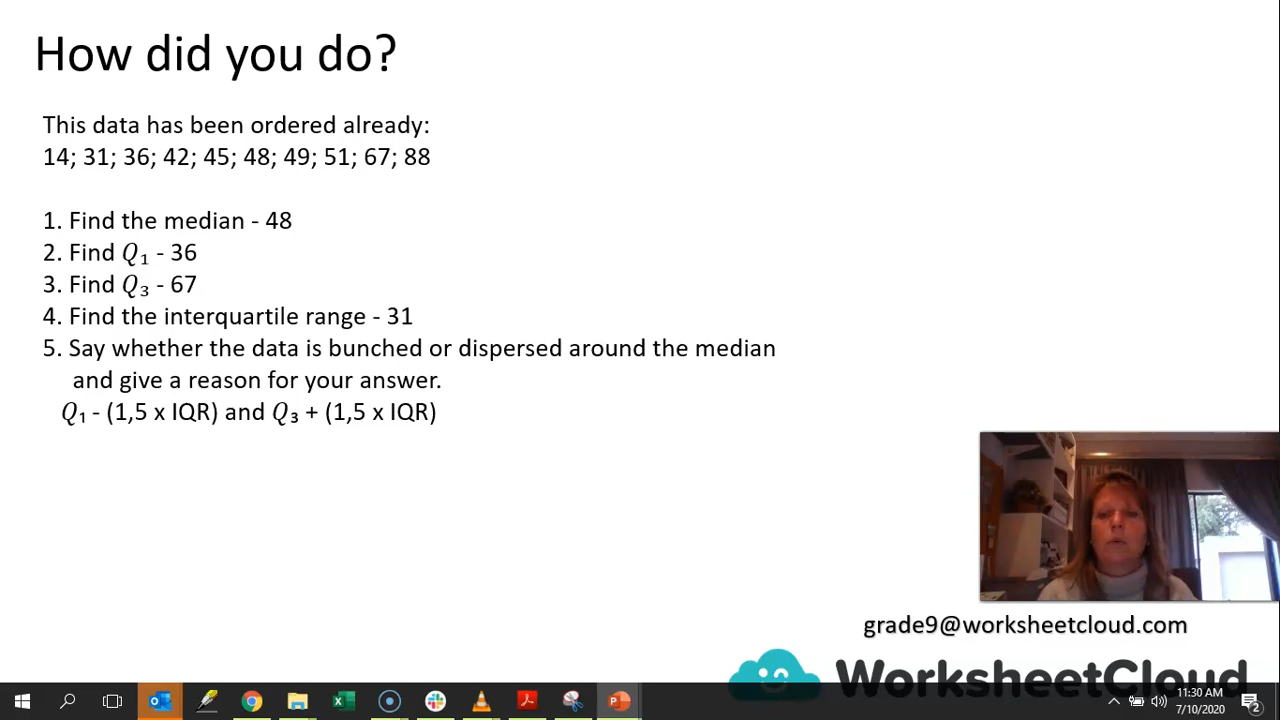 How did you do?
This data has been ordered already:
14; 31; 36; 42; 45; 48; 49; 51; 67; 88
1. Find the median - 48
2. Find Q₁ - 36
3. Find Q₃ - 67
4. Find the interquartile range - 31
5. Say whether the data is bunched or dispersed around the median
and give a reason for your answer.
Q₁ - (1,5 x IQR) and Q₃ + (1,5 x IQR)
grade9@worksheetcloud.com
WorksheetCloud
11:30 AM
7/10/2020
2